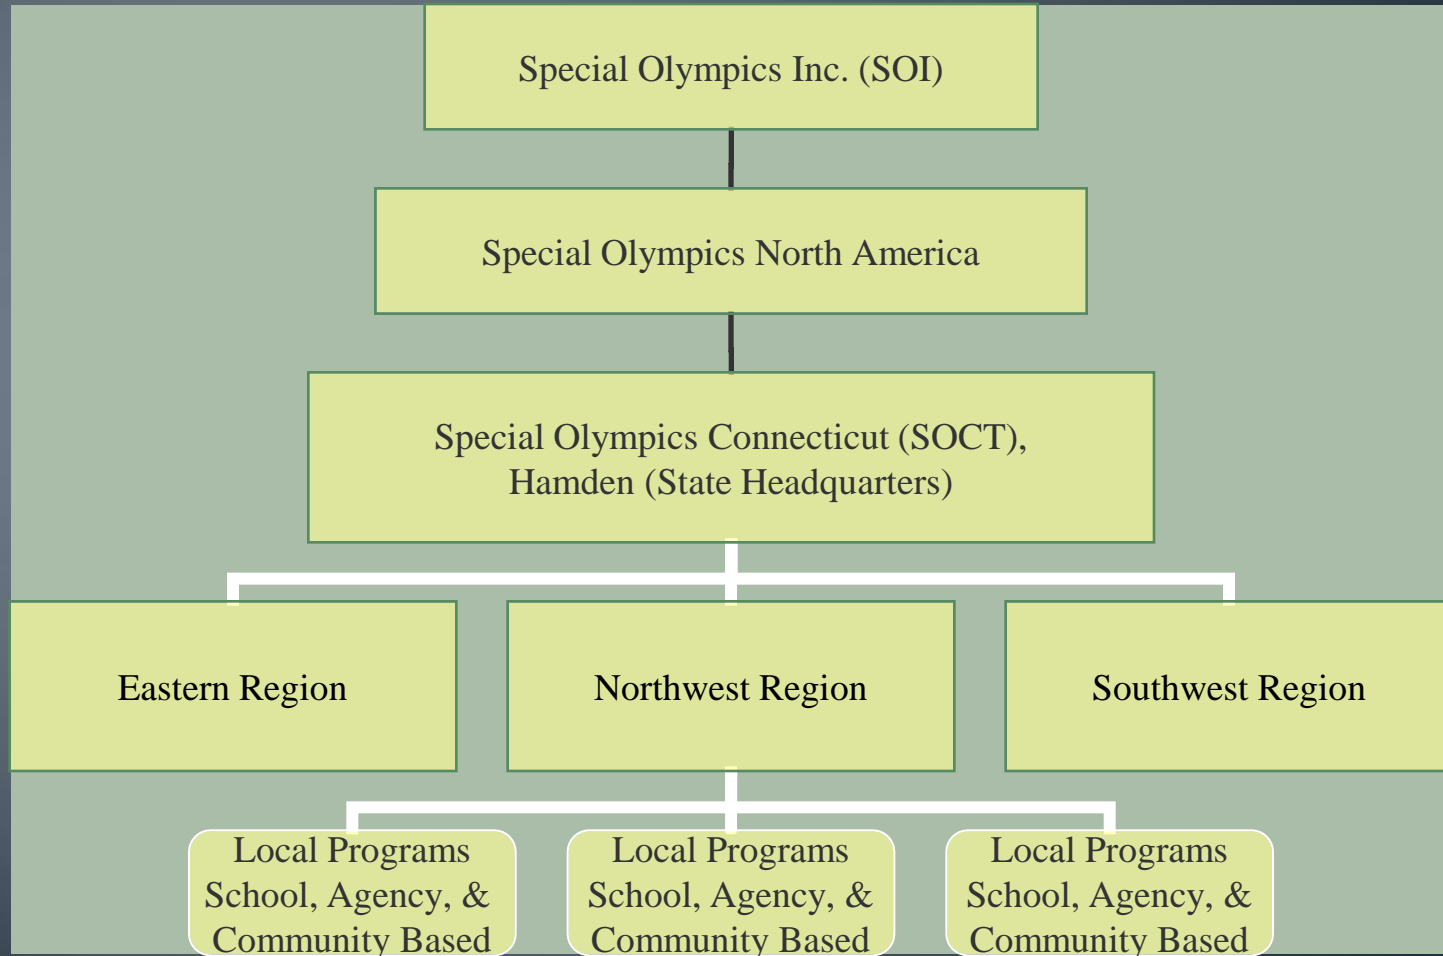 Special Olympics Inc. (SOI)
Special Olympics North America
Special Olympics Connecticut (SOCT),
Hamden (State Headquarters)
Eastern Region
Northwest Region
Southwest Region
Local Programs
School, Agency, &
Community Based
Local Programs
School, Agency, &
Community Based
Local Programs
School, Agency, &
Community Based